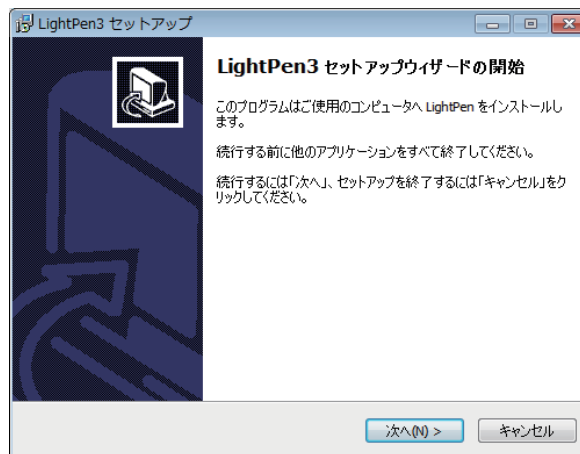 LightPen3 セットアップ
LightPen3 セットアップウィザードの開始
このプログラムはご使用のコンピュータへ LightPen をインストールし
ます。
続行する前に他のアプリケーションをすべて終了してください。
続行するには「次へ」、セットアップを終了するには「キャンセル」をク
リックしてください。
次へ(N) >
キャンセル